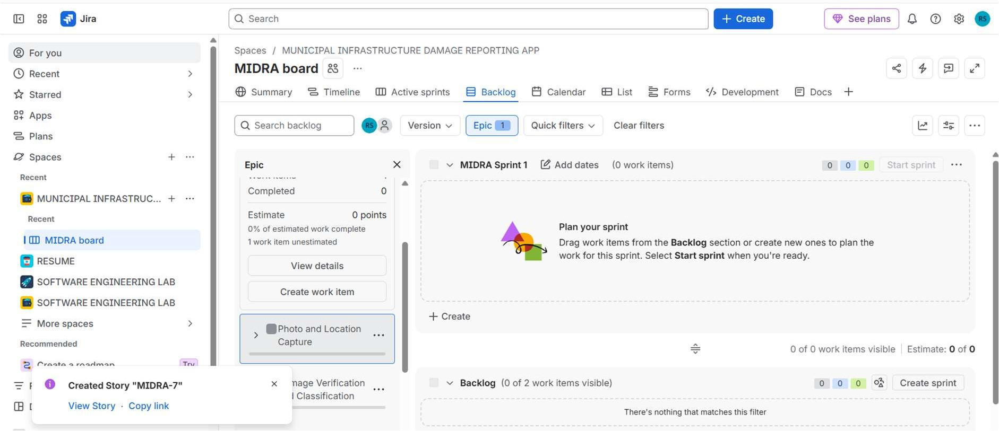 Jira
Search
+ Create
See plans
RS
For you
Recent
Starred
Apps
Plans
Spaces
Recent
MUNICIPAL INFRASTRUC...
Recent
MIDRA board
RESUME
SOFTWARE ENGINEERING LAB
SOFTWARE ENGINEERING LAB
More spaces
Recommended
Create a roadmap Try
Created Story "MIDRA-7"
View Story · Copy link
Spaces / MUNICIPAL INFRASTRUCTURE DAMAGE REPORTING APP
MIDRA board
Summary Timeline Active sprints Backlog Calendar List Forms Development Docs
Search backlog RS Version Epic 1 Quick filters Clear filters
Epic
Completed 0
Estimate 0 points
0% of estimated work complete
1 work item unestimated
View details
Create work item
Photo and Location
Capture
mage Verification
d Classification
MIDRA Sprint 1 Add dates (0 work items) 0 0 0 Start sprint
Plan your sprint
Drag work items from the Backlog section or create new ones to plan the
work for this sprint. Select Start sprint when you're ready.
+ Create
0 of 0 work items visible Estimate: 0 of 0
Backlog (0 of 2 work items visible) 0 0 0 Create sprint
There's nothing that matches this filter